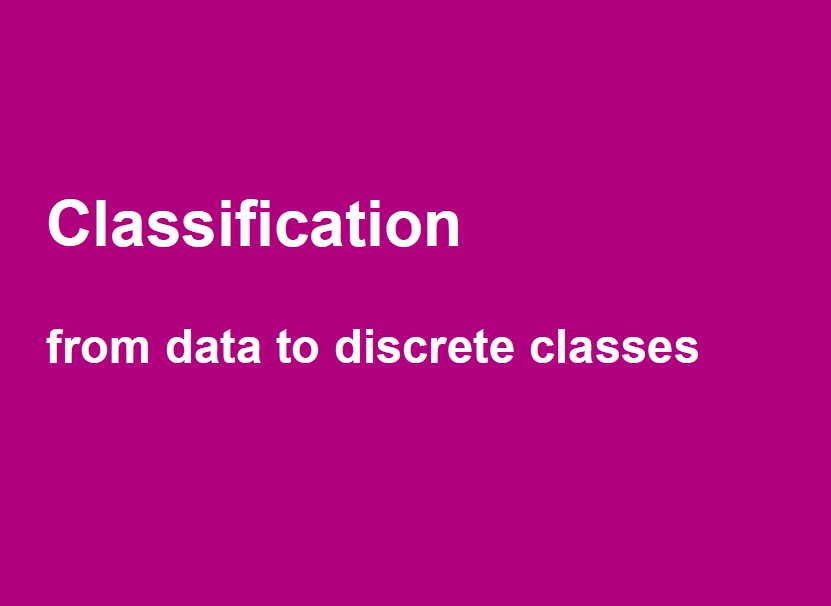 Classification
from data to discrete classes